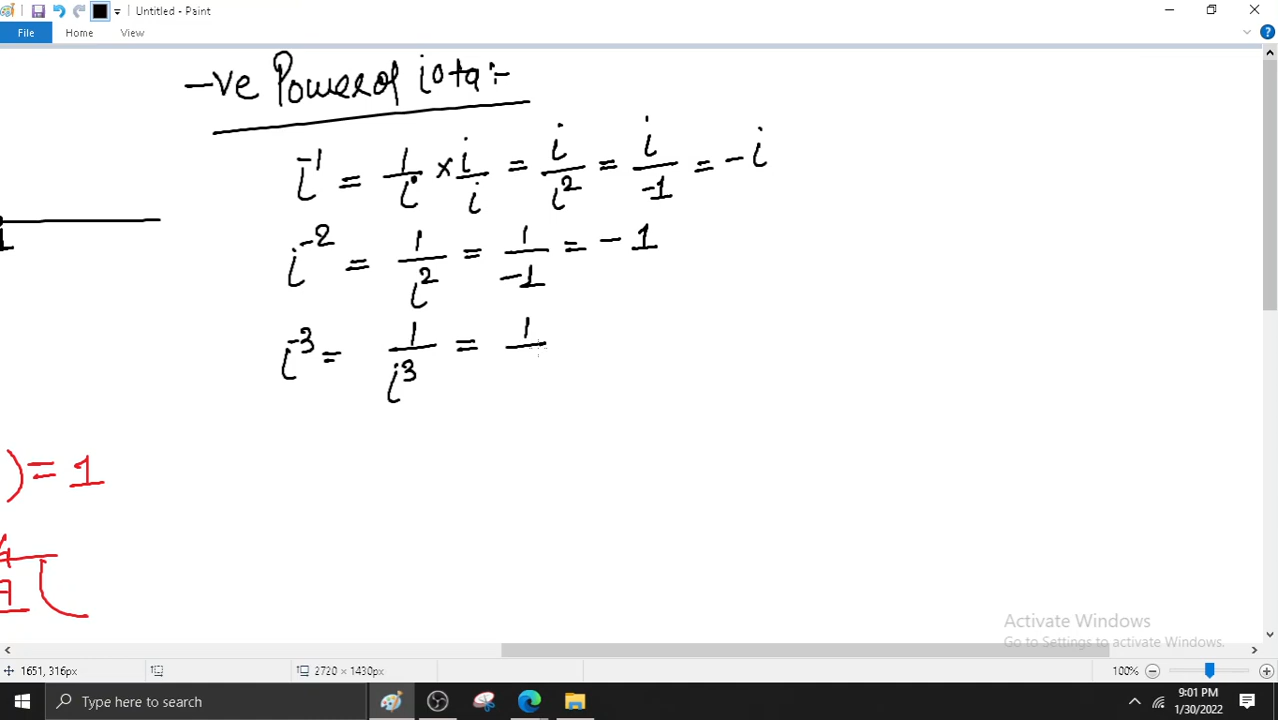 Untitled - Paint
File Home View
-ve Power of iota :-
i⁻¹ = 1/i × i/i = i/i² = i/-1 = -i
i⁻² = 1/i² = 1/-1 = -1
i⁻³ = 1/i³ = 1/
) = 1
Activate Windows
Go to Settings to activate Windows.
1651, 316px
2720 × 1430px
100%
Type here to search
9:01 PM
1/30/2022